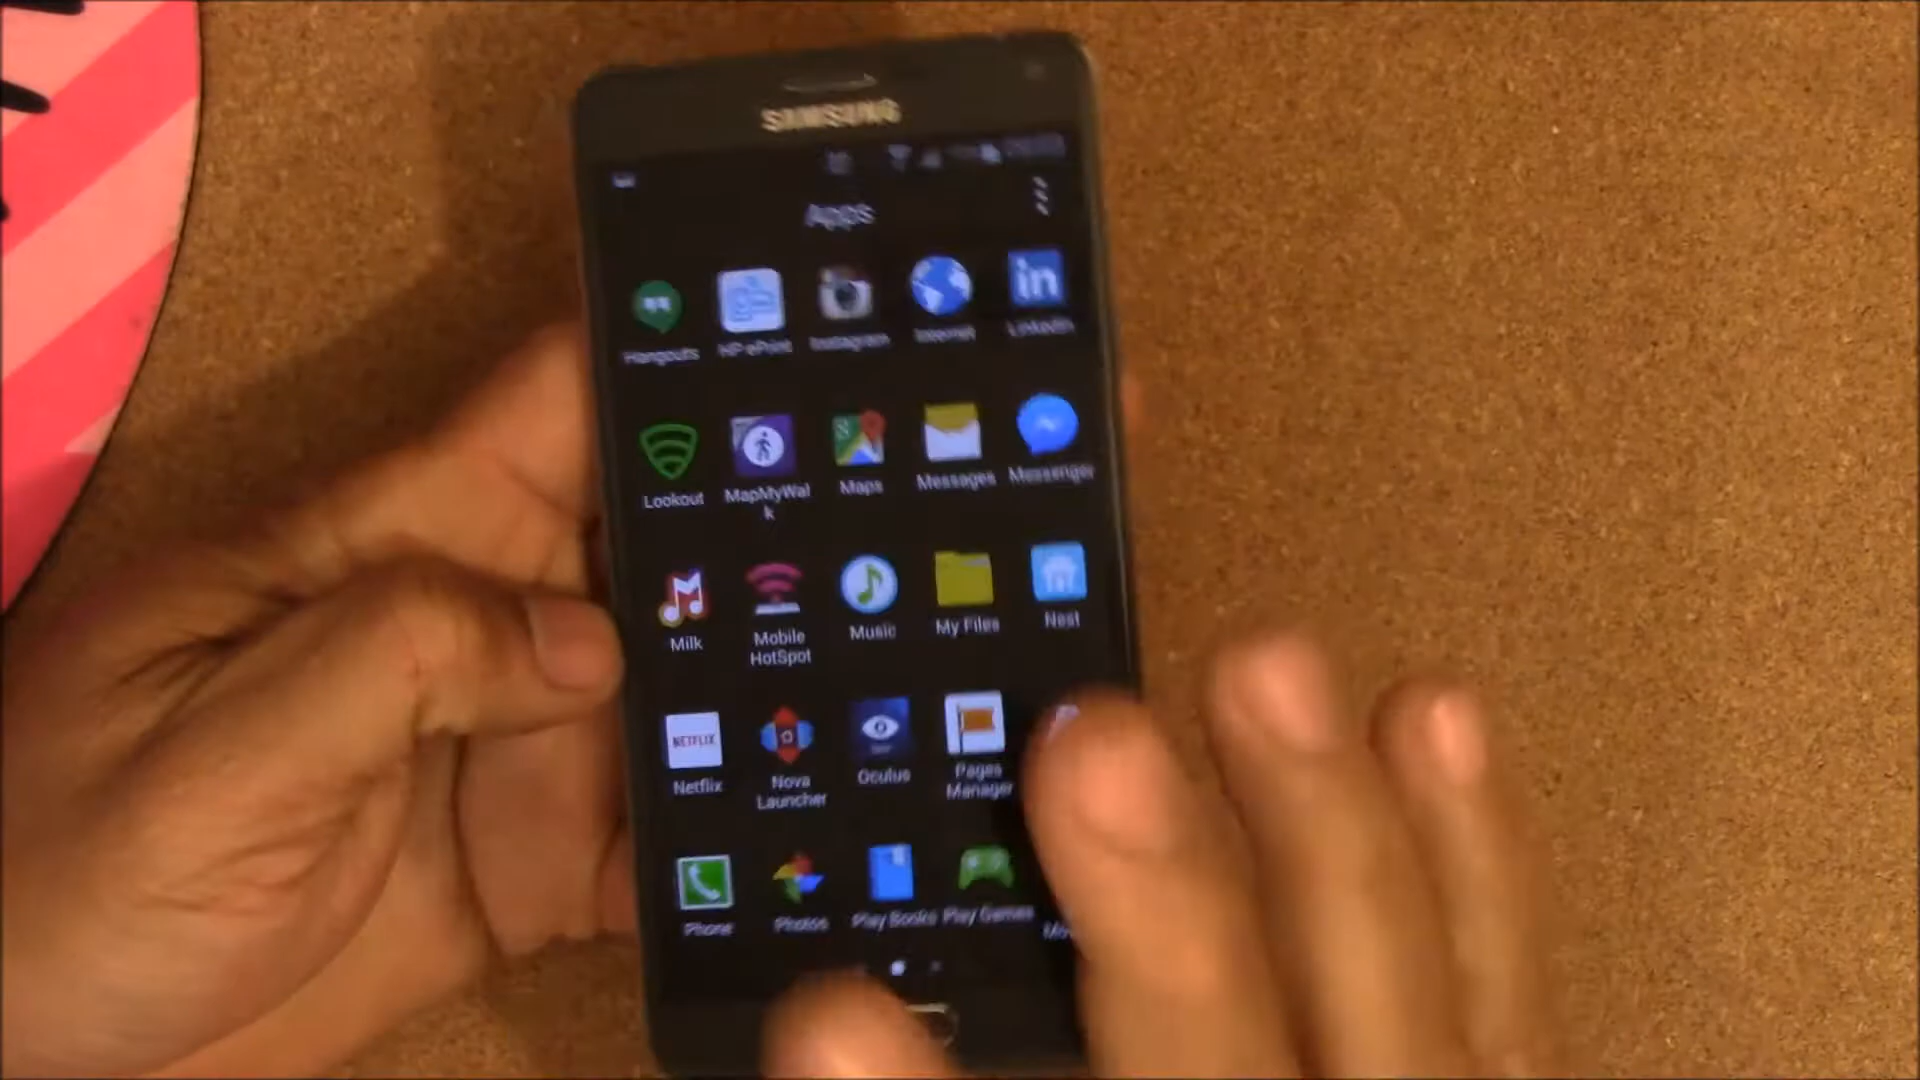 SAMSUNG
Apps
Hangouts
HP ePrint
Instagram
Internet
LinkedIn
in
Lookout
MapMyWal
k
Maps
Messages
Messenger
Milk
Mobile
HotSpot
Music
My Files
Nest
NETFLIX
Netflix
Nova
Launcher
Oculus
Pages
Manager
Phone
Photos
Play Books
Play Games